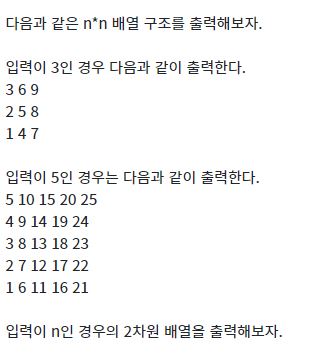 다음과 같은 n*n 배열 구조를 출력해보자.
입력이 3인 경우 다음과 같이 출력한다.
3 6 9
2 5 8
1 4 7
입력이 5인 경우는 다음과 같이 출력한다.
5 10 15 20 25
4 9 14 19 24
3 8 13 18 23
2 7 12 17 22
1 6 11 16 21
입력이 n인 경우의 2차원 배열을 출력해보자.